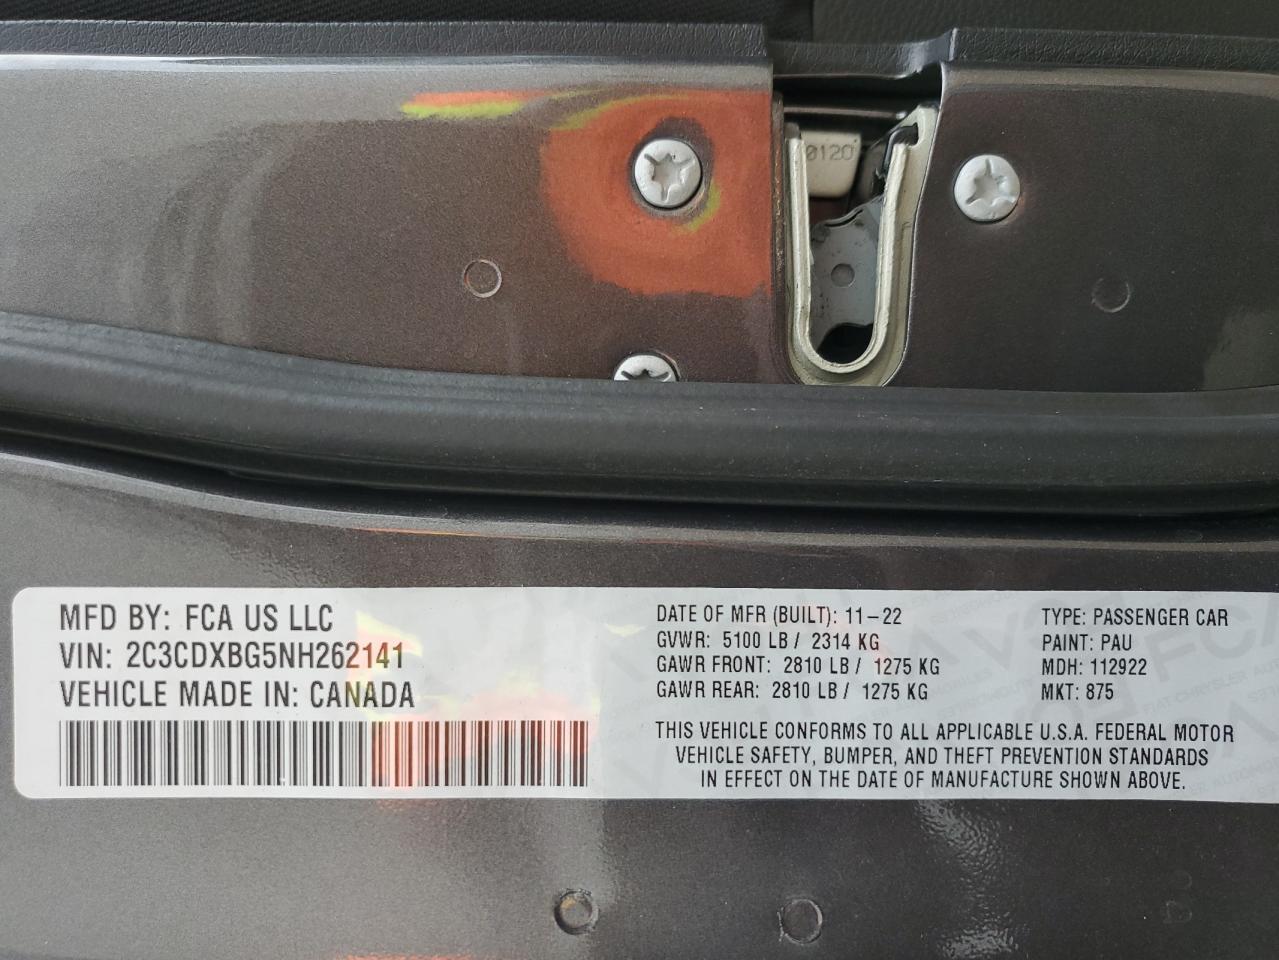 0120
MFD BY: FCA US LLC
VIN: 2C3CDXBG5NH262141
VEHICLE MADE IN: CANADA
DATE OF MFR (BUILT): 11-22
GVWR: 5100 LB/ 2314 KG
GAWR FRONT: 2810 LB/ 1275 KG
GAWR REAR: 2810 LB/ 1275 KG
TYPE: PASSENGER CAR
PAINT: PAU
MDH: 112922
MKT: 875
THIS VEHICLE CONFORMS TO ALL APPLICABLE U.S.A. FEDERAL MOTOR
VEHICLE SAFETY, BUMPER, AND THEFT PREVENTION STANDARDS
IN EFFECT ON THE DATE OF MANUFACTURE SHOWN ABOVE.